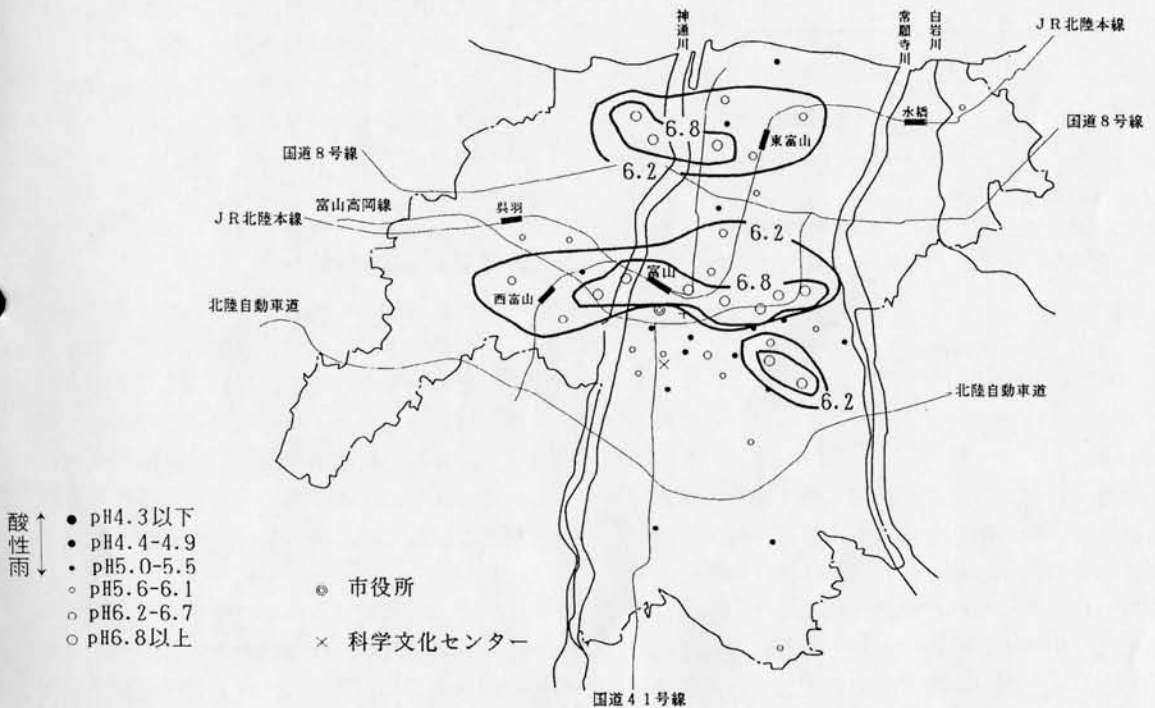 神通川
常願寺川
白岩川
JR北陸本線
水橋
国道8号線
6.8
東富山
国道8号線
6.2
富山高岡線
JR北陸本線
呉羽
6.2
富山
6.8
西富山
北陸自動車道
6.2
北陸自動車道
酸性雨
pH4.3以下
pH4.4-4.9
pH5.0-5.5
pH5.6-6.1
pH6.2-6.7
pH6.8以上
◎ 市役所
× 科学文化センター
国道41号線